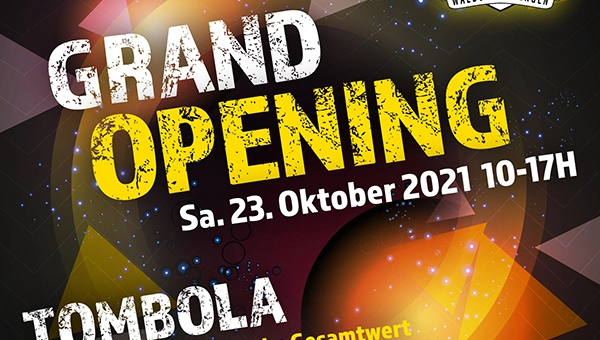 GRAND
OPENING
Sa. 23. Oktober 2021 10-17H
TOMBOLA
Gesamtwert